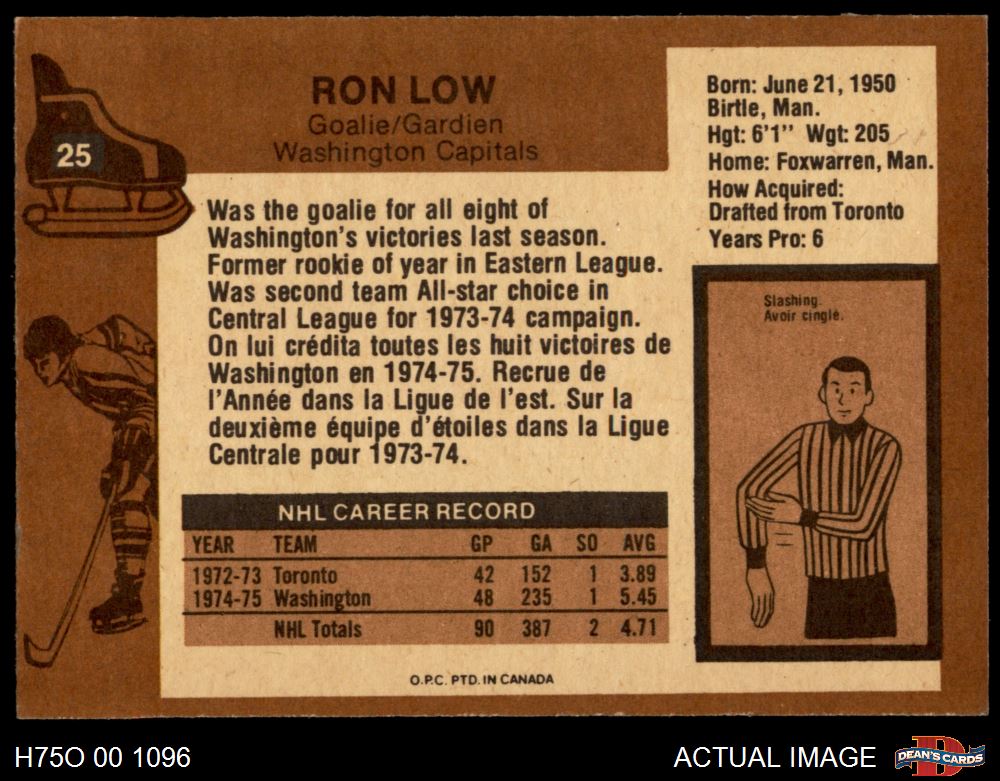 25
RON LOW
Goalie/Gardien
Washington Capitals
Born: June 21, 1950
Birtle, Man.
Hgt: 6'1" Wgt: 205
Home: Foxwarren, Man.
How Acquired:
Drafted from Toronto
Years Pro: 6
Was the goalie for all eight of
Washington's victories last season.
Former rookie of year in Eastern League.
Was second team All-star choice in
Central League for 1973-74 campaign.
On lui crédita toutes les huit victoires de
Washington en 1974-75. Recrue de
l'Année dans la Ligue de l'est. Sur la
deuxième équipe d'étoiles dans la Ligue
Centrale pour 1973-74.
Slashing.
Avoir cinglé.
NHL CAREER RECORD
YEAR TEAM GP GA SO AVG
1972-73 Toronto 42 152 1 3.89
1974-75 Washington 48 235 1 5.45
NHL Totals 90 387 2 4.71
O.P.C. PTD. IN CANADA
H75O 00 1096
ACTUAL IMAGE
D
DEAN'S CARDS